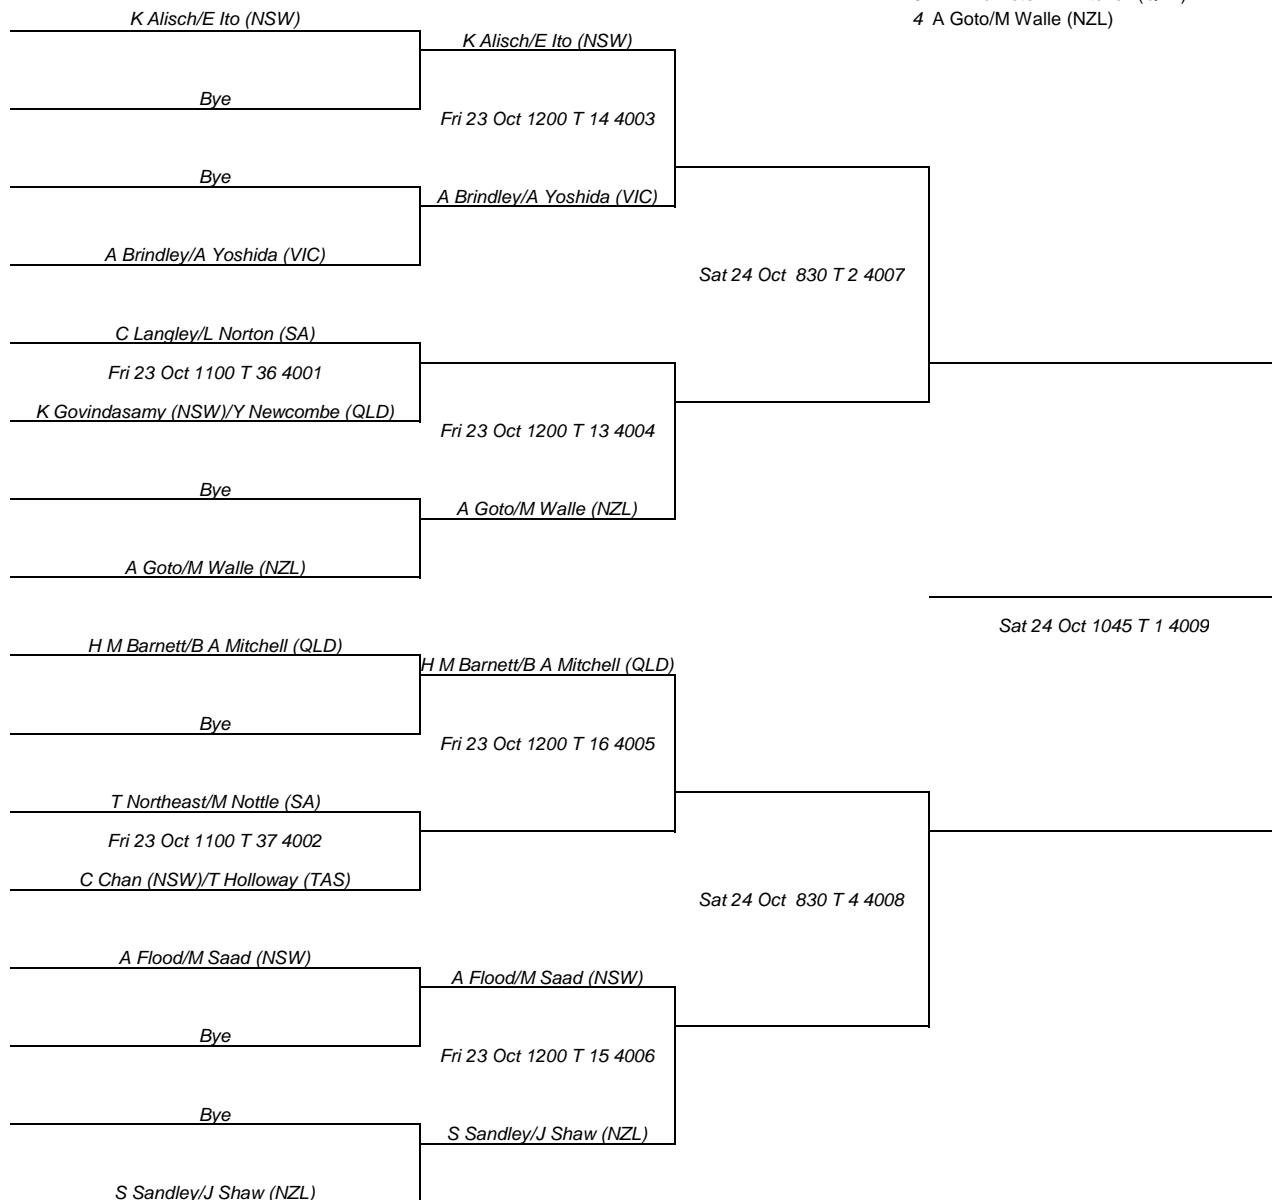 4 A Goto/M Walle (NZL)
K Alisch/E Ito (NSW)
K Alisch/E Ito (NSW)
Bye
Fri 23 Oct 1200 T 14 4003
Bye
A Brindley/A Yoshida (VIC)
A Brindley/A Yoshida (VIC)
Sat 24 Oct 830 T 2 4007
C Langley/L Norton (SA)
Fri 23 Oct 1100 T 36 4001
K Govindasamy (NSW)/Y Newcombe (QLD)
Fri 23 Oct 1200 T 13 4004
Bye
A Goto/M Walle (NZL)
A Goto/M Walle (NZL)
Sat 24 Oct 1045 T 1 4009
H M Barnett/B A Mitchell (QLD)
H M Barnett/B A Mitchell (QLD)
Bye
Fri 23 Oct 1200 T 16 4005
T Northeast/M Nottle (SA)
Fri 23 Oct 1100 T 37 4002
C Chan (NSW)/T Holloway (TAS)
Sat 24 Oct 830 T 4 4008
A Flood/M Saad (NSW)
A Flood/M Saad (NSW)
Bye
Fri 23 Oct 1200 T 15 4006
Bye
S Sandley/J Shaw (NZL)
S Sandley/J Shaw (NZL)